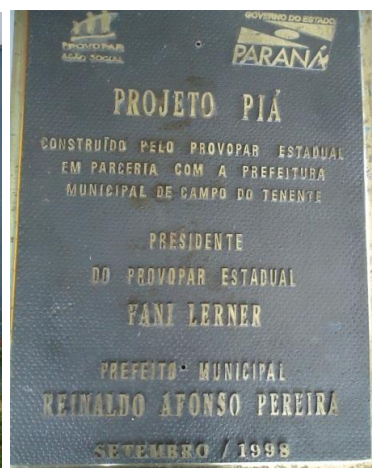 PROVOPAR
AÇÃO SOCIAL
GOVERNO DO ESTADO
PARANÁ
PROJETO PIÁ
CONSTRUÍDO PELO PROVOPAR ESTADUAL
EM PARCERIA COM A PREFEITURA
MUNICIPAL DE CAMPO DO TENENTE
PRESIDENTE
DO PROVOPAR ESTADUAL
FANI LERNER
PREFEITO MUNICIPAL
REINALDO AFONSO PEREIRA
SETEMBRO / 1998